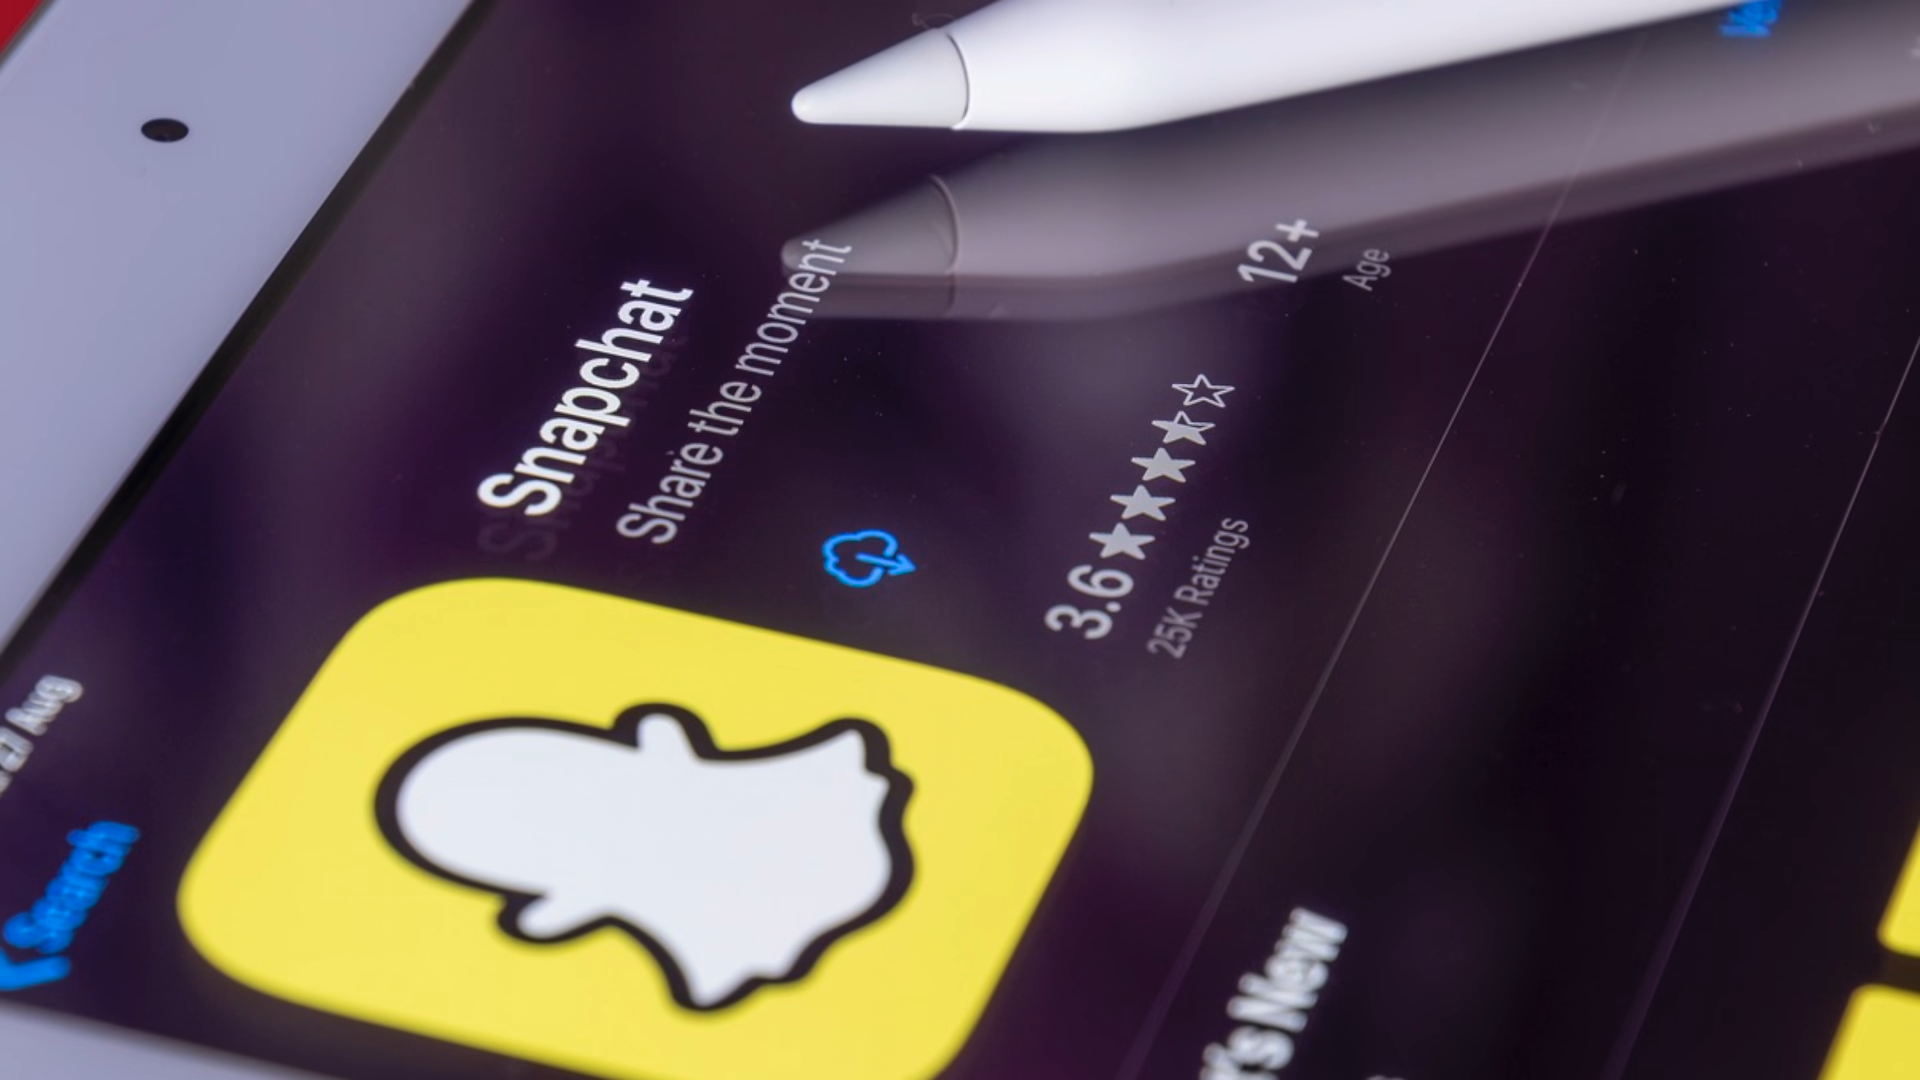 27 Aug
Search
Snapchat
Share the moment
3.6
25K Ratings
12+
Age
's New